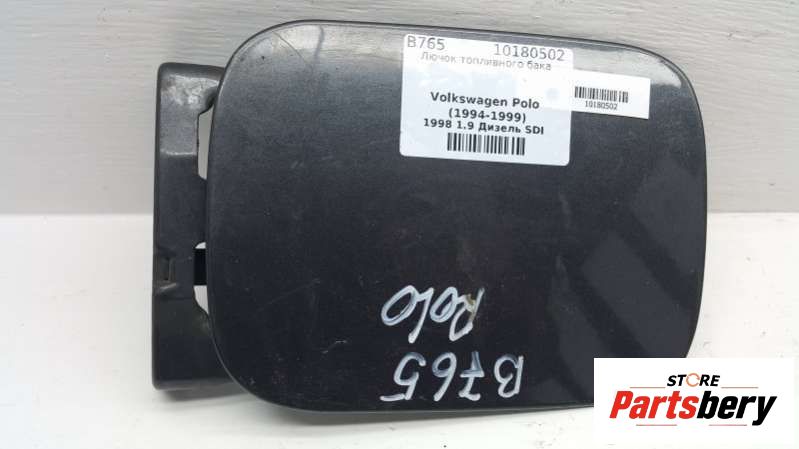 B765 10180502
Лючок топливного бака
10180502
Volkswagen Polo
(1994-1999)
1998 1.9 Дизель SDI
Polo
B765
STORE
Partsbery